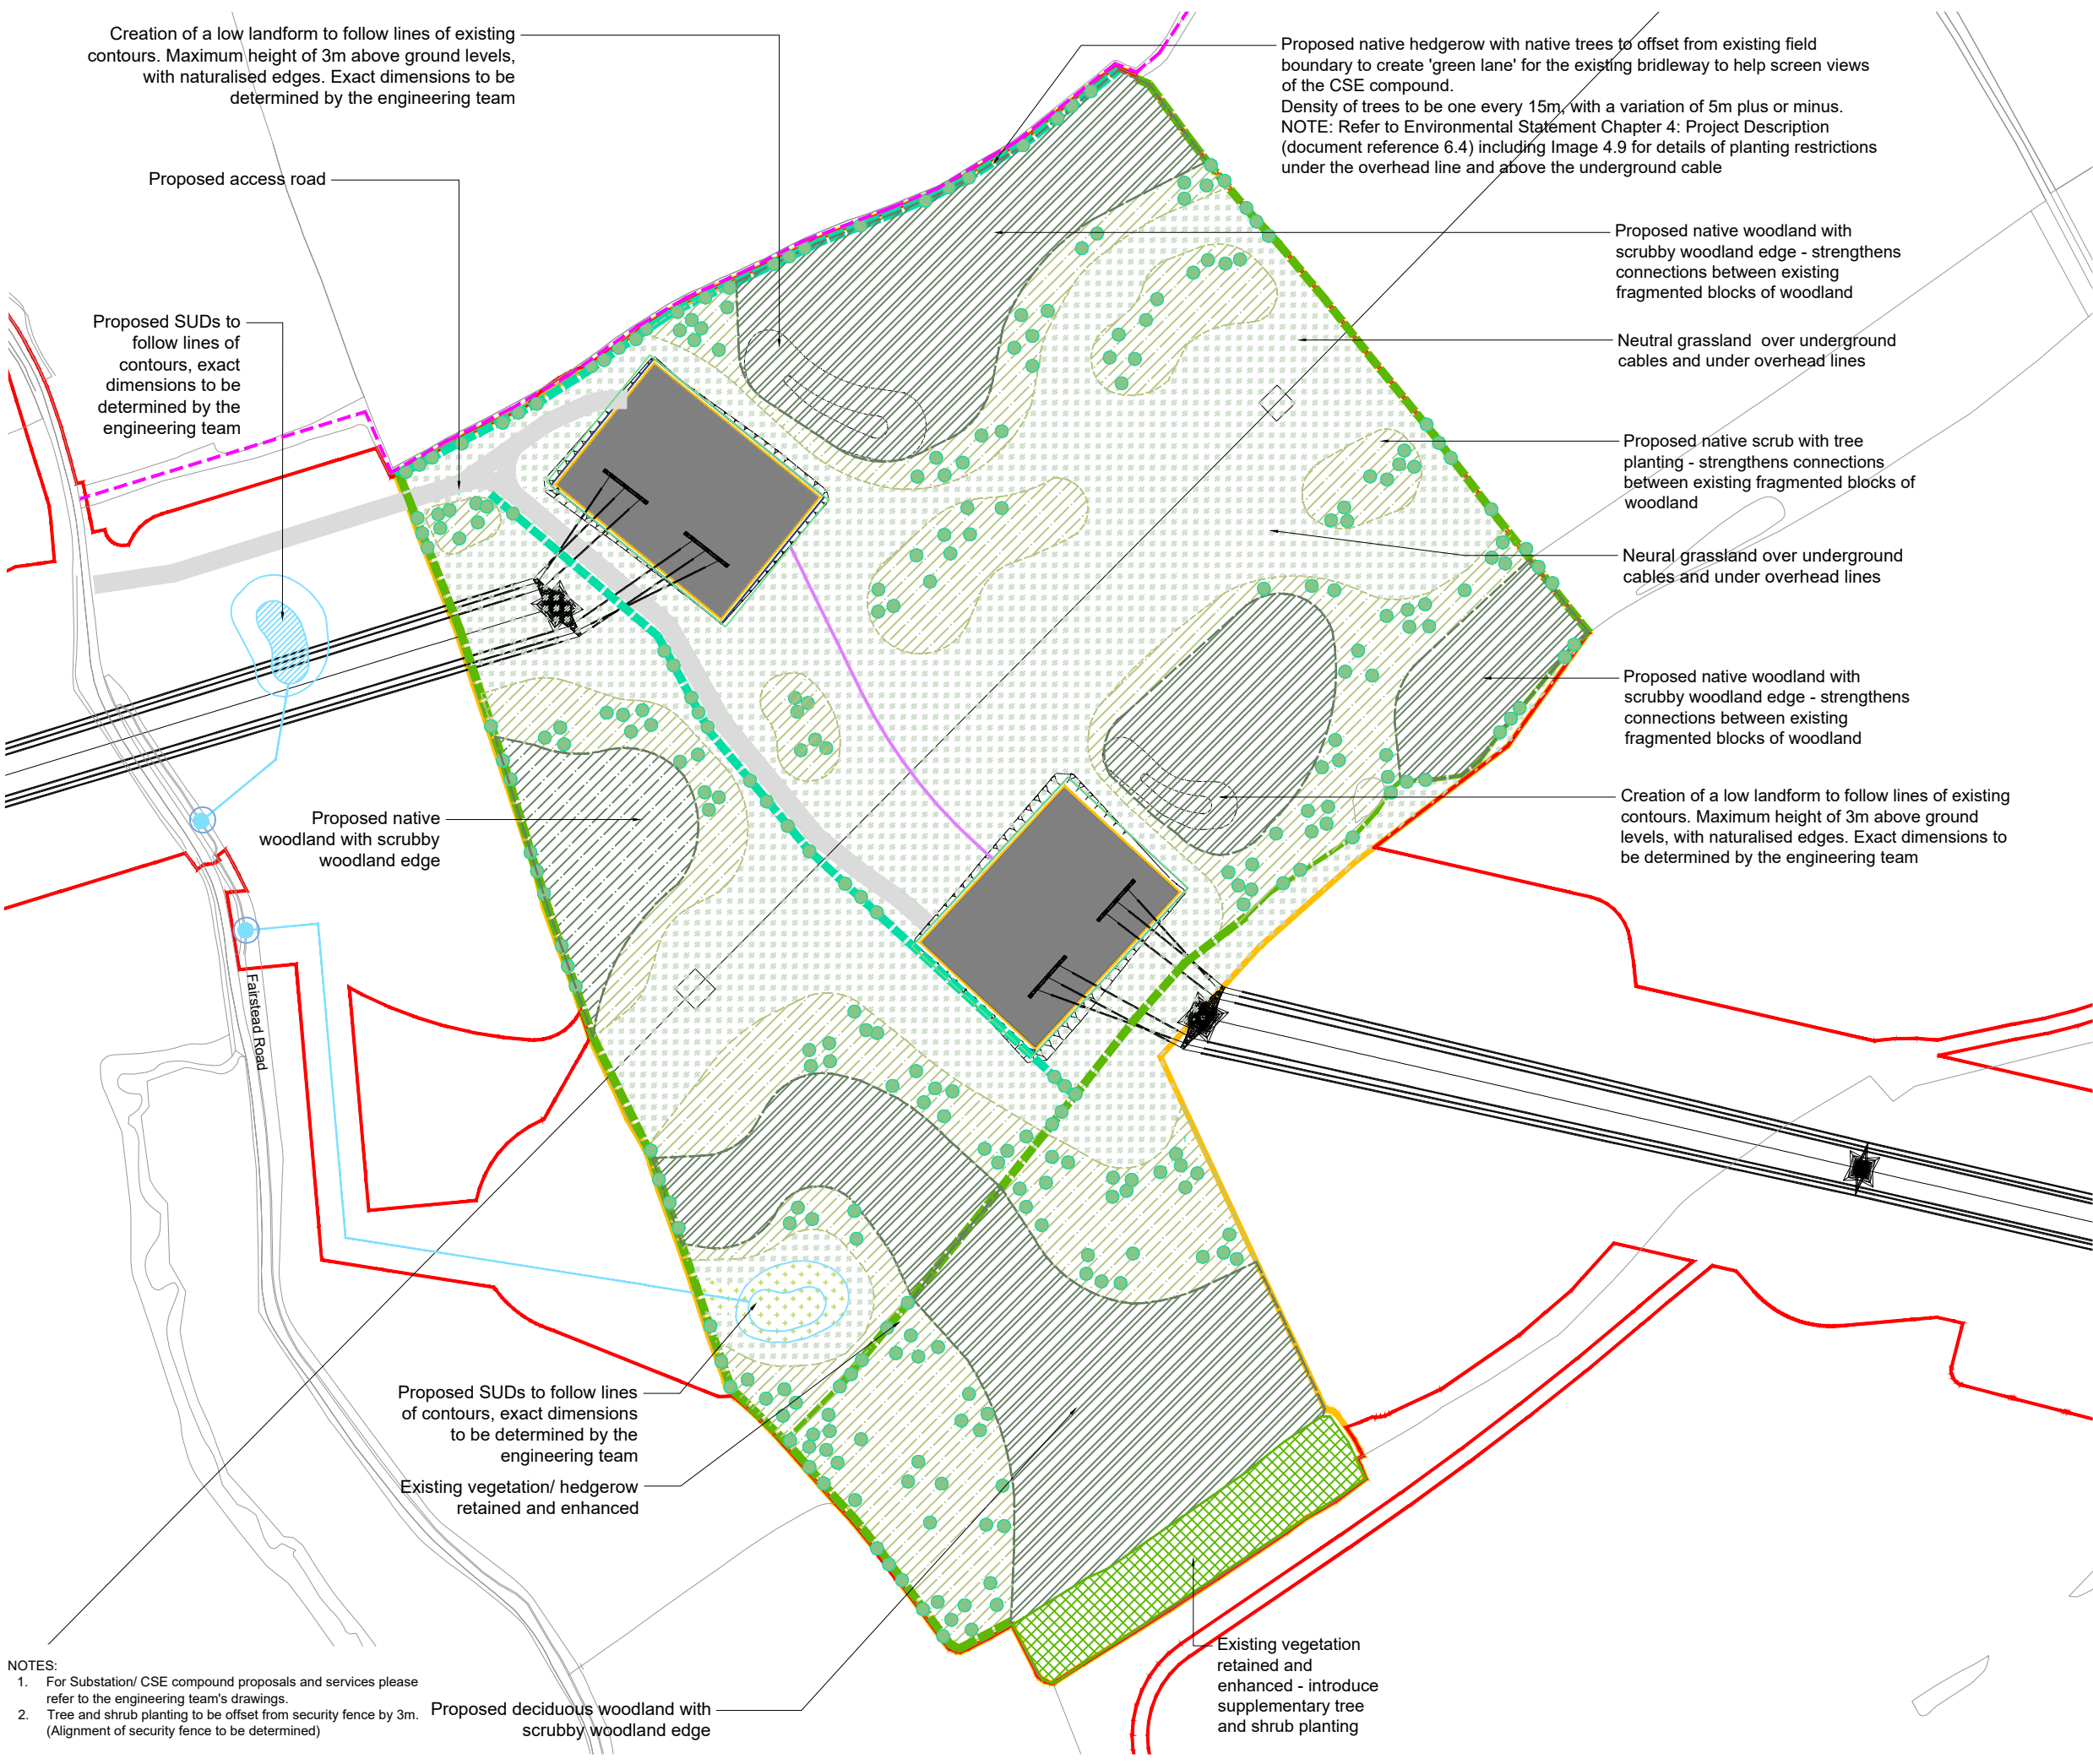 Creation of a low landform to follow lines of existing
contours. Maximum height of 3m above ground levels,
with naturalised edges. Exact dimensions to be
determined by the engineering team
Proposed native hedgerow with native trees to offset from existing field
boundary to create 'green lane' for the existing bridleway to help screen views
of the CSE compound.
Density of trees to be one every 15m, with a variation of 5m plus or minus.
NOTE: Refer to Environmental Statement Chapter 4: Project Description
(document reference 6.4) including Image 4.9 for details of planting restrictions
under the overhead line and above the underground cable
Proposed access road
Proposed native woodland with
scrubby woodland edge - strengthens
connections between existing
fragmented blocks of woodland
Proposed SUDs to
follow lines of
contours, exact
dimensions to be
determined by the
engineering team
Neutral grassland over underground
cables and under overhead lines
Proposed native scrub with tree
planting - strengthens connections
between existing fragmented blocks of
woodland
Neural grassland over underground
cables and under overhead lines
Proposed native woodland with
scrubby woodland edge - strengthens
connections between existing
fragmented blocks of woodland
Creation of a low landform to follow lines of existing
contours. Maximum height of 3m above ground
levels, with naturalised edges. Exact dimensions to
be determined by the engineering team
Proposed native
woodland with scrubby
woodland edge
Fairstead Road
Proposed SUDs to follow lines
of contours, exact dimensions
to be determined by the
engineering team
Existing vegetation/ hedgerow
retained and enhanced
Existing vegetation
retained and
enhanced - introduce
supplementary tree
and shrub planting
Proposed deciduous woodland with
scrubby woodland edge
NOTES:
1. For Substation/ CSE compound proposals and services please
refer to the engineering team's drawings.
2. Tree and shrub planting to be offset from security fence by 3m.
(Alignment of security fence to be determined)